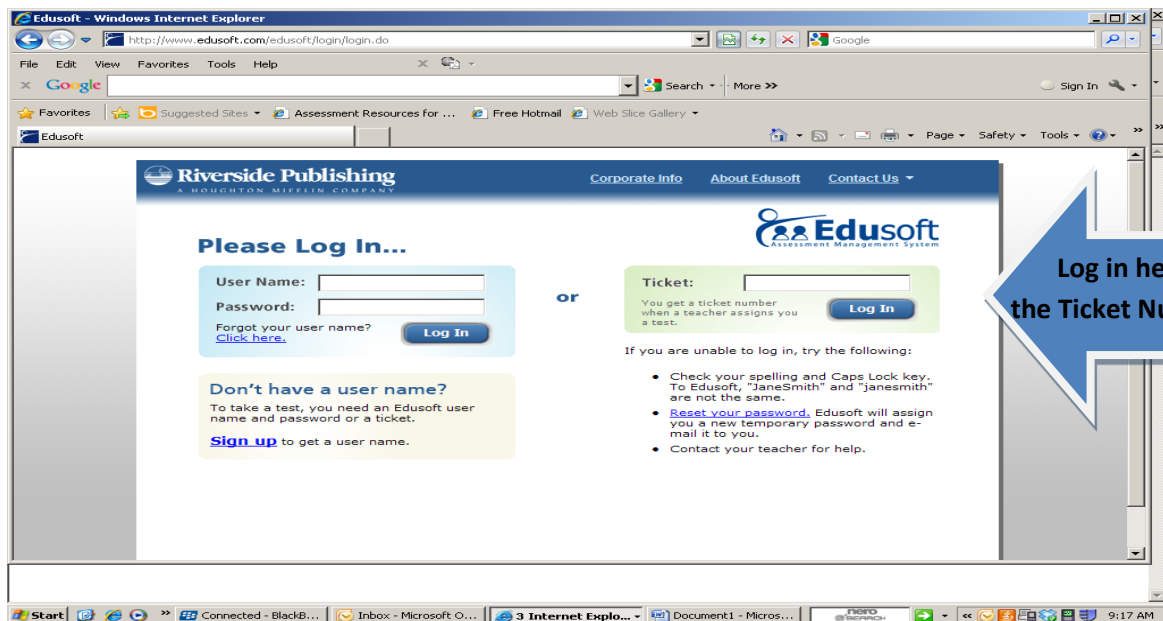 Edusoft - Windows Internet Explorer
http://www.edusoft.com/edusoft/login/login.do
Google
File Edit View Favorites Tools Help
Google
Search
More >>
Sign In
Favorites
Suggested Sites
Assessment Resources for ...
Free Hotmail
Web Slice Gallery
Edusoft
Page
Safety
Tools
Riverside Publishing
A HOUGHTON MIFFLIN COMPANY
Corporate Info
About Edusoft
Contact Us
Edusoft
Assessment Management System
Please Log In...
User Name:
Password:
Forgot your user name?
Click here.
Log In
or
Ticket:
You get a ticket number
when a teacher assigns you
a test.
Log In
Don't have a user name?
To take a test, you need an Edusoft user
name and password or a ticket.
Sign up to get a user name.
If you are unable to log in, try the following:
• Check your spelling and Caps Lock key.
To Edusoft, "JaneSmith" and "janesmith"
are not the same.
• Reset your password. Edusoft will assign
you a new temporary password and e-
mail it to you.
• Contact your teacher for help.
Log in he
the Ticket Nu
Start
Connected - BlackB...
Inbox - Microsoft O...
3 Internet Explo...
Document1 - Micros...
nero
SEARCH
9:17 AM